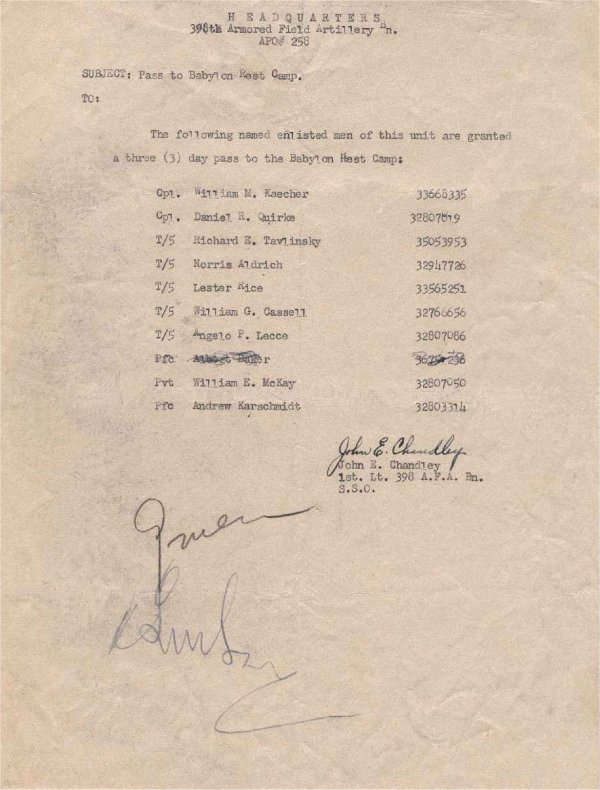 HEADQUARTERS
398th Armored Field Artillery Bn.
APO# 258
SUBJECT: Pass to Babylon Rest Camp.
TO:
The following named enlisted men of this unit are granted
a three (3) day pass to the Babylon Rest Camp:
Cpl. William M. Kaecher 33668335
Cpl. Daniel R. Quirke 32807819
T/5 Richard E. Tavlinsky 35053953
T/5 Norris Aldrich 32947726
T/5 Lester Rice 33565251
T/5 William G. Cassell 32766656
T/5 Angelo P. Lecce 32807086
Pfc Albert
Pvt William E. McKay 32807050
Pfc Andrew Karschmidt 32803314
John E. Chandley
John E. Chandley
1st. Lt. 398 A.F.A. Bn.
S.S.O.